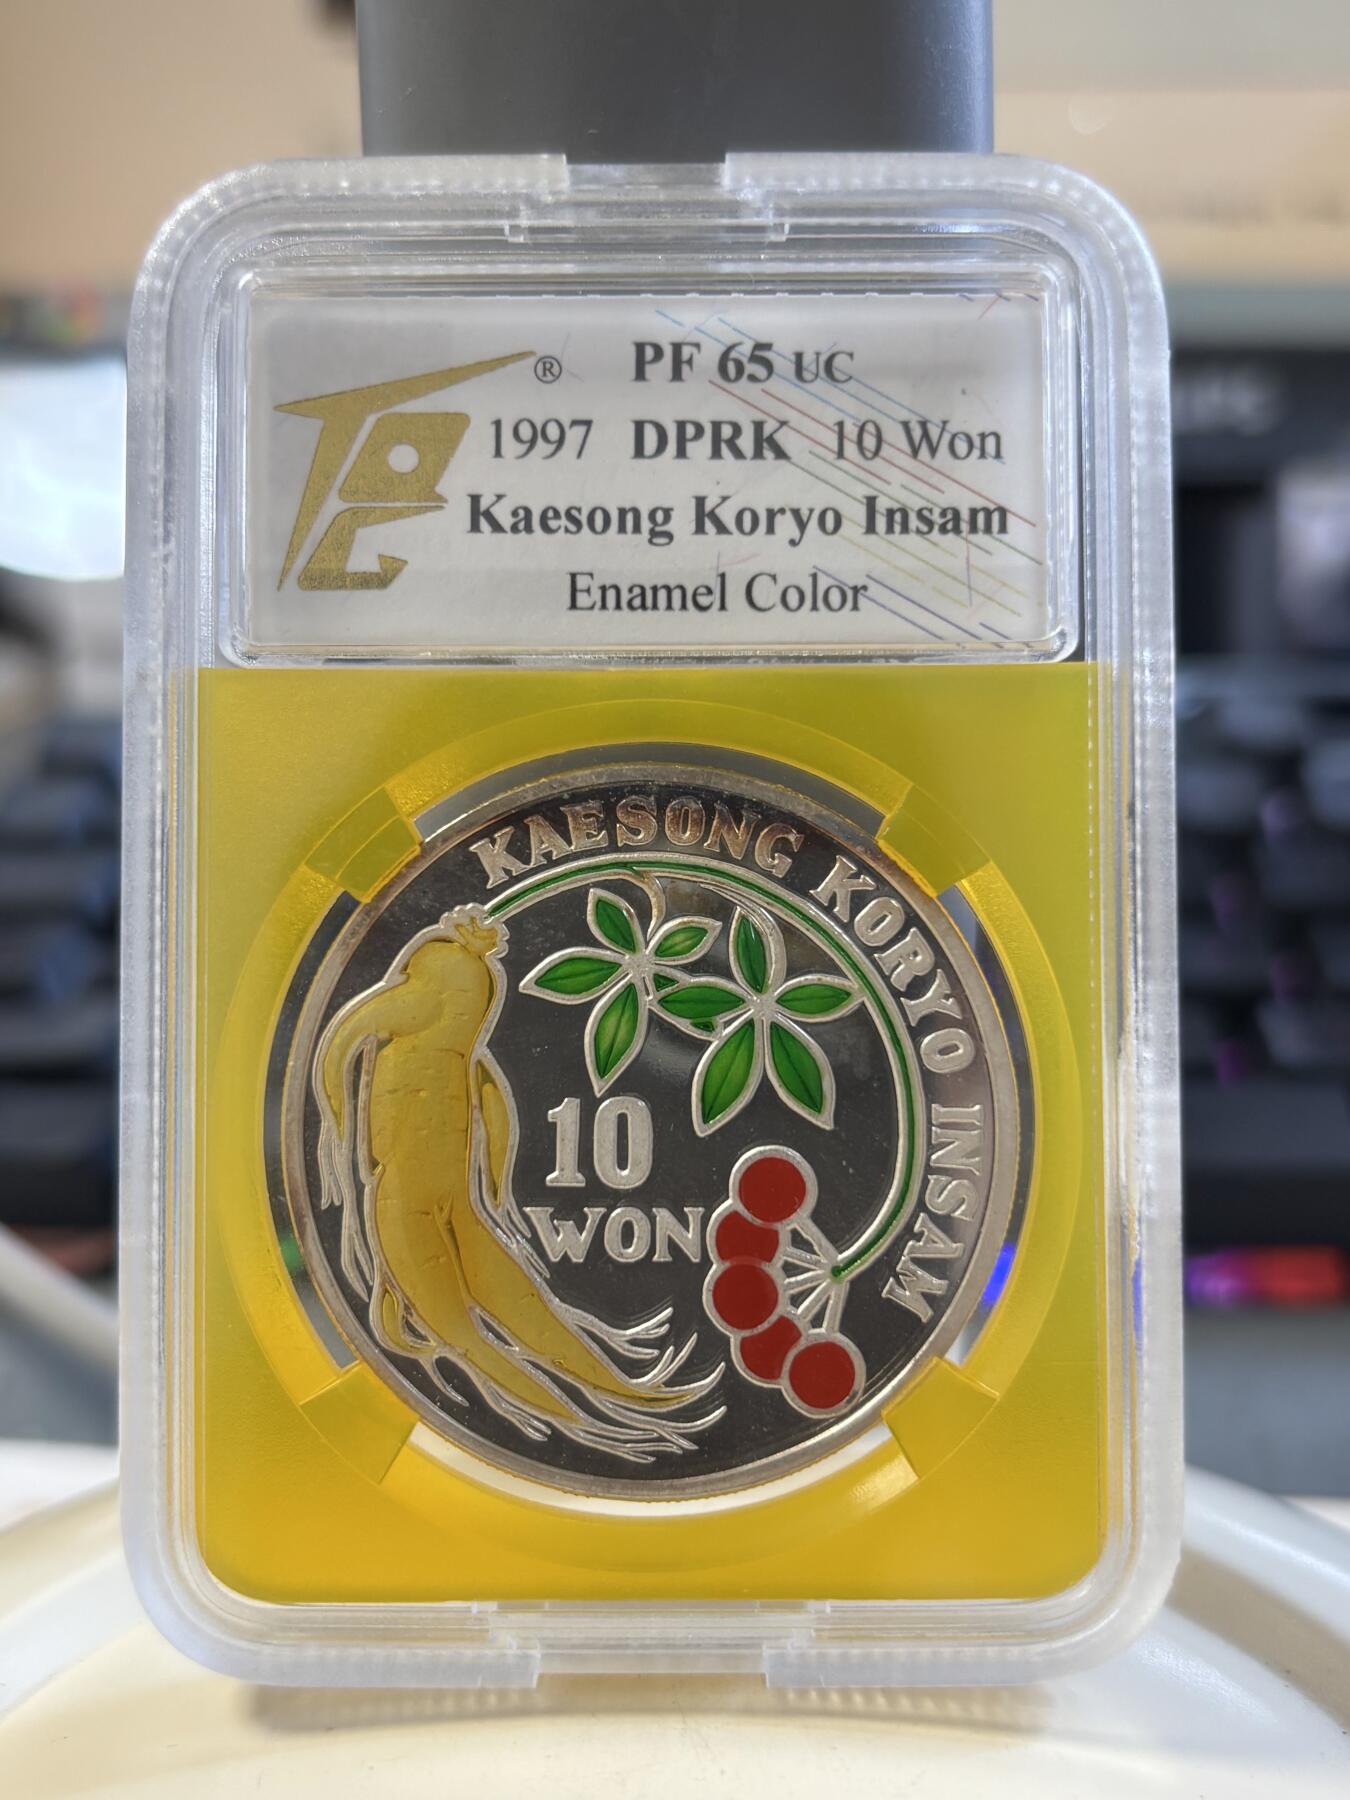 ® PF 65 UC
1997 DPRK 10 Won
Kaesong Koryo Insam
Enamel Color
KAESONG KORYO INSAM
10
WON